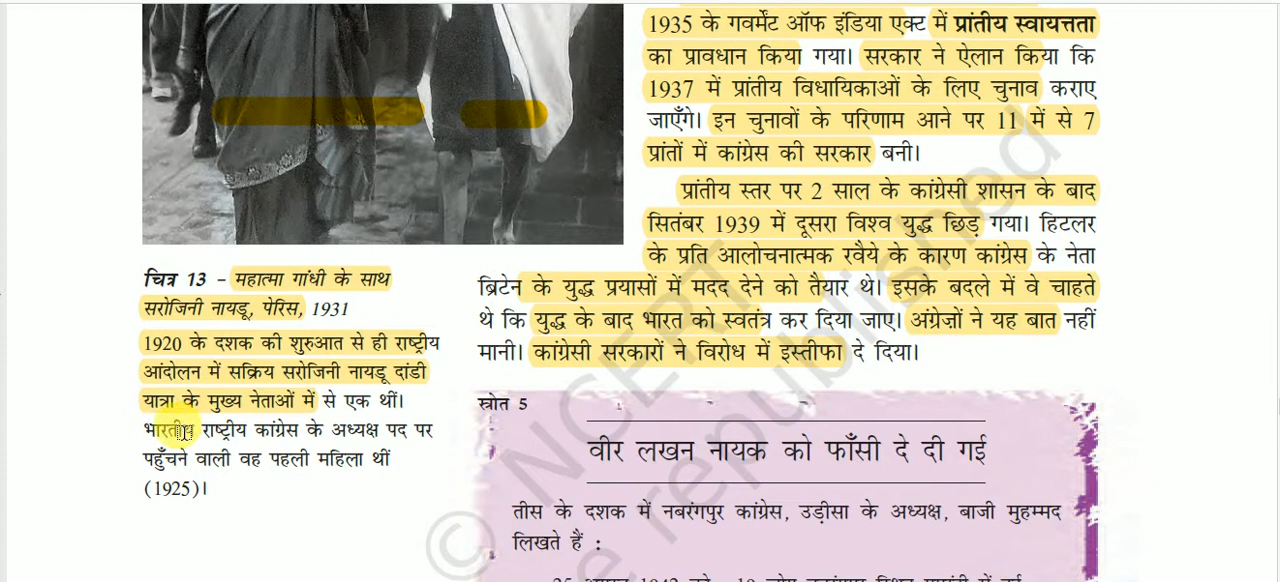 1935 के गवर्मेंट ऑफ इंडिया एक्ट में प्रांतीय स्वायत्तता
का प्रावधान किया गया। सरकार ने ऐलान किया कि
1937 में प्रांतीय विधायिकाओं के लिए चुनाव कराए
जाएँगे। इन चुनावों के परिणाम आने पर 11 में से 7
प्रांतों में कांग्रेस की सरकार बनी।
प्रांतीय स्तर पर 2 साल के कांग्रेसी शासन के बाद
सितंबर 1939 में दूसरा विश्व युद्ध छिड़ गया। हिटलर
के प्रति आलोचनात्मक रवैये के कारण कांग्रेस के नेता
ब्रिटेन के युद्ध प्रयासों में मदद देने को तैयार थे। इसके बदले में वे चाहते
थे कि युद्ध के बाद भारत को स्वतंत्र कर दिया जाए। अंग्रेज़ों ने यह बात नहीं
मानी। कांग्रेसी सरकारों ने विरोध में इस्तीफा दे दिया।
चित्र 13 – महात्मा गांधी के साथ
सरोजिनी नायडू, पेरिस, 1931
1920 के दशक की शुरुआत से ही राष्ट्रीय
आंदोलन में सक्रिय सरोजिनी नायडू दांडी
यात्रा के मुख्य नेताओं में से एक थीं।
भारतीय राष्ट्रीय कांग्रेस के अध्यक्ष पद पर
पहुँचने वाली वह पहली महिला थीं
(1925)।
स्रोत 5
वीर लखन नायक को फाँसी दे दी गई
तीस के दशक में नबरंगपुर कांग्रेस, उड़ीसा के अध्यक्ष, बाजी मुहम्मद
लिखते हैं :
© NCERT
e republished